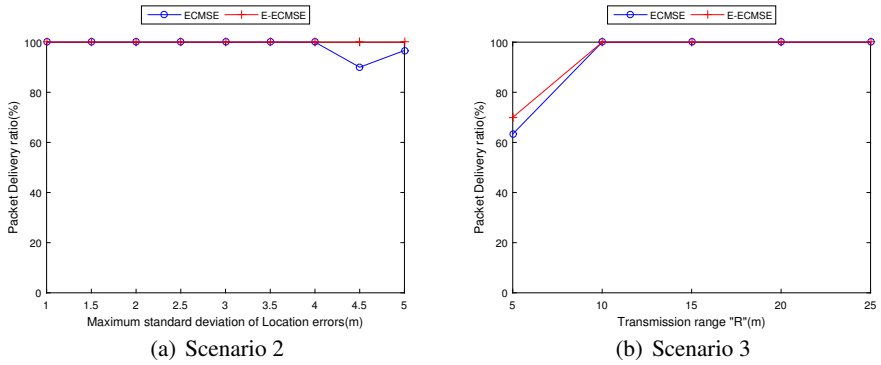 ECMSE E-ECMSE
100
80
60
40
20
0
Packet Delivery ratio(%)
1 1.5 2 2.5 3 3.5 4 4.5 5
Maximum standard deviation of Location errors(m)
(a) Scenario 2
ECMSE E-ECMSE
100
80
60
40
20
0
Packet Delivery ratio(%)
5 10 15 20 25
Transmission range "R"(m)
(b) Scenario 3